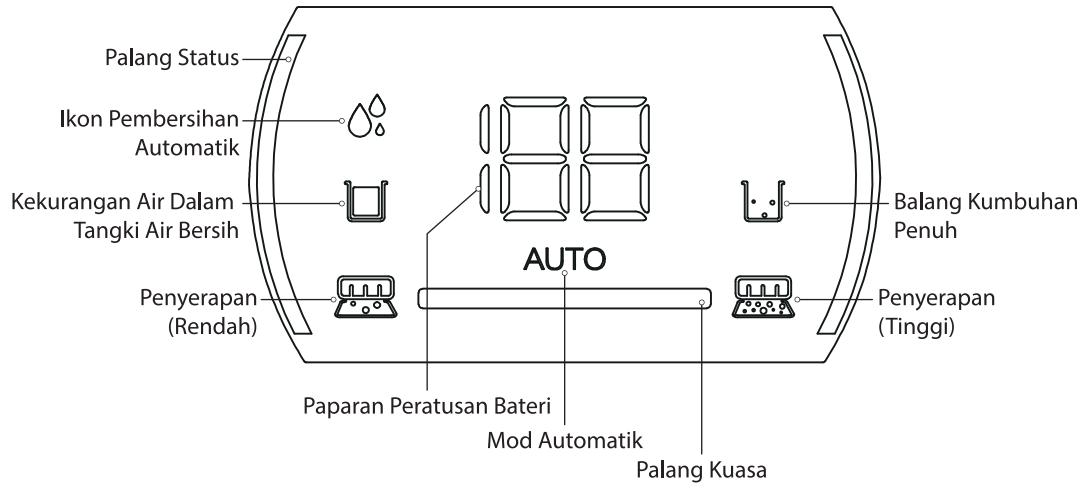 Palang Status
Ikon Pembersihan
Automatik
Kekurangan Air Dalam
Tangki Air Bersih
Penyerapan
(Rendah)
AUTO
Balang Kumbuhan
Penuh
Penyerapan
(Tinggi)
Paparan Peratusan Bateri
Mod Automatik
Palang Kuasa